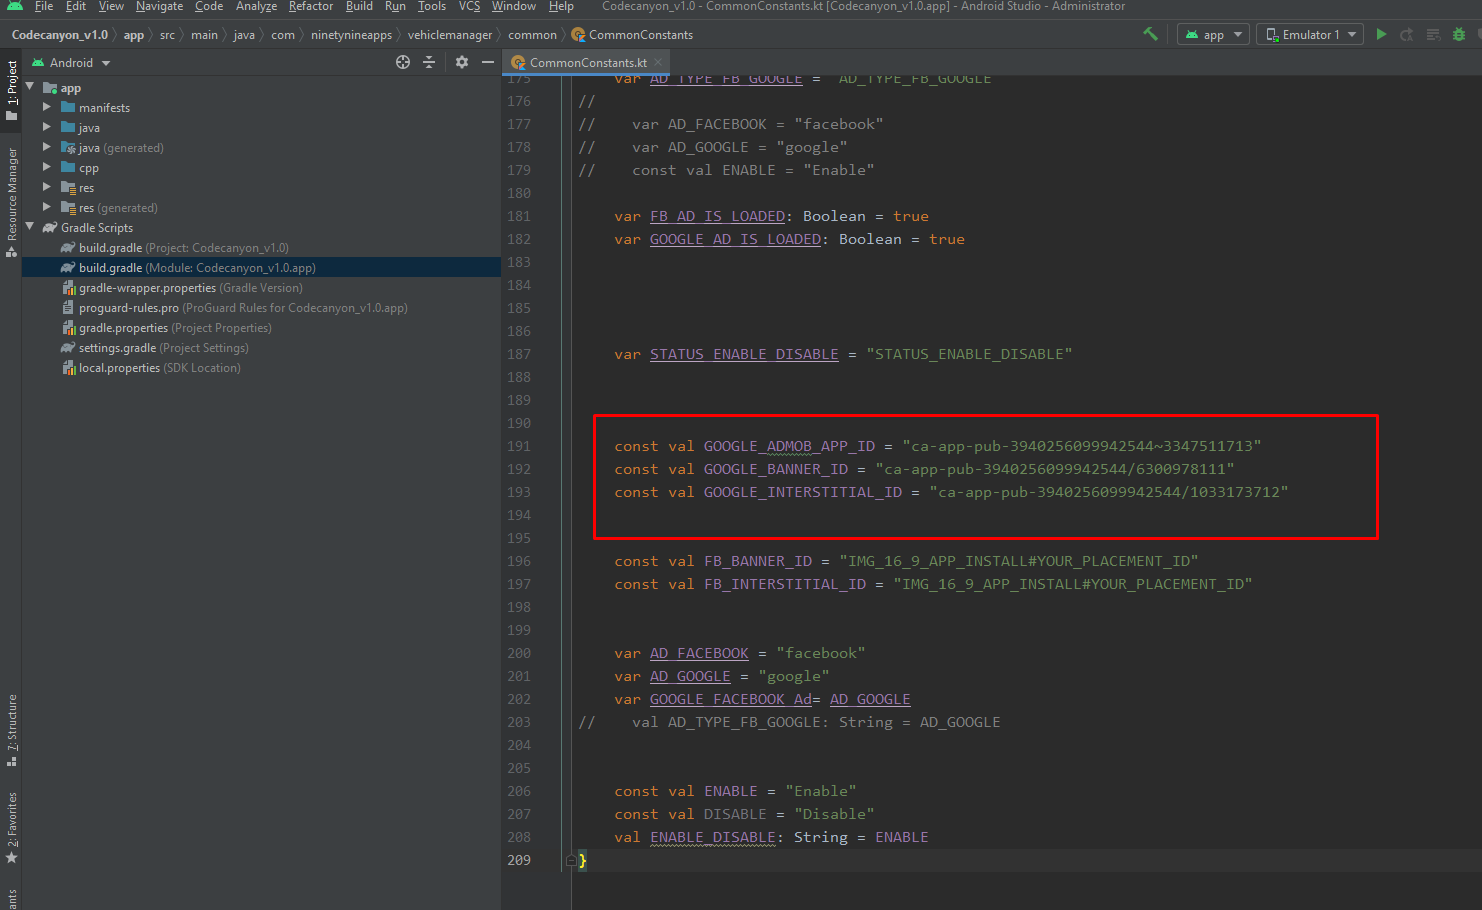 File Edit View Navigate Code Analyze Refactor Build Run Tools VCS Window Help Codecanyon_v1.0 - CommonConstants.kt [Codecanyon_v1.0.app] - Android Studio - Administrator
Codecanyon_v1.0 app src main java com ninetynineapps vehiclemanager common CommonConstants app Emulator 1
1: Project
Resource Manager
7: Structure
2: Favorites
Android
app
manifests
java
java (generated)
cpp
res
res (generated)
Gradle Scripts
build.gradle (Project: Codecanyon_v1.0)
build.gradle (Module: Codecanyon_v1.0.app)
gradle-wrapper.properties (Gradle Version)
proguard-rules.pro (ProGuard Rules for Codecanyon_v1.0.app)
gradle.properties (Project Properties)
settings.gradle (Project Settings)
local.properties (SDK Location)
CommonConstants.kt
175 var AD_TYPE_FB_GOOGLE = "AD_TYPE_FB_GOOGLE"
176 //
177 // var AD_FACEBOOK = "facebook"
178 // var AD_GOOGLE = "google"
179 // const val ENABLE = "Enable"
180
181 var FB_AD_IS_LOADED: Boolean = true
182 var GOOGLE_AD_IS_LOADED: Boolean = true
183
184
185
186
187 var STATUS_ENABLE_DISABLE = "STATUS_ENABLE_DISABLE"
188
189
190
191 const val GOOGLE_ADMOB_APP_ID = "ca-app-pub-3940256099942544~3347511713"
192 const val GOOGLE_BANNER_ID = "ca-app-pub-3940256099942544/6300978111"
193 const val GOOGLE_INTERSTITIAL_ID = "ca-app-pub-3940256099942544/1033173712"
194
195
196 const val FB_BANNER_ID = "IMG_16_9_APP_INSTALL#YOUR_PLACEMENT_ID"
197 const val FB_INTERSTITIAL_ID = "IMG_16_9_APP_INSTALL#YOUR_PLACEMENT_ID"
198
199
200 var AD_FACEBOOK = "facebook"
201 var AD_GOOGLE = "google"
202 var GOOGLE_FACEBOOK_Ad= AD_GOOGLE
203 // val AD_TYPE_FB_GOOGLE: String = AD_GOOGLE
204
205
206 const val ENABLE = "Enable"
207 const val DISABLE = "Disable"
208 val ENABLE_DISABLE: String = ENABLE
209 }